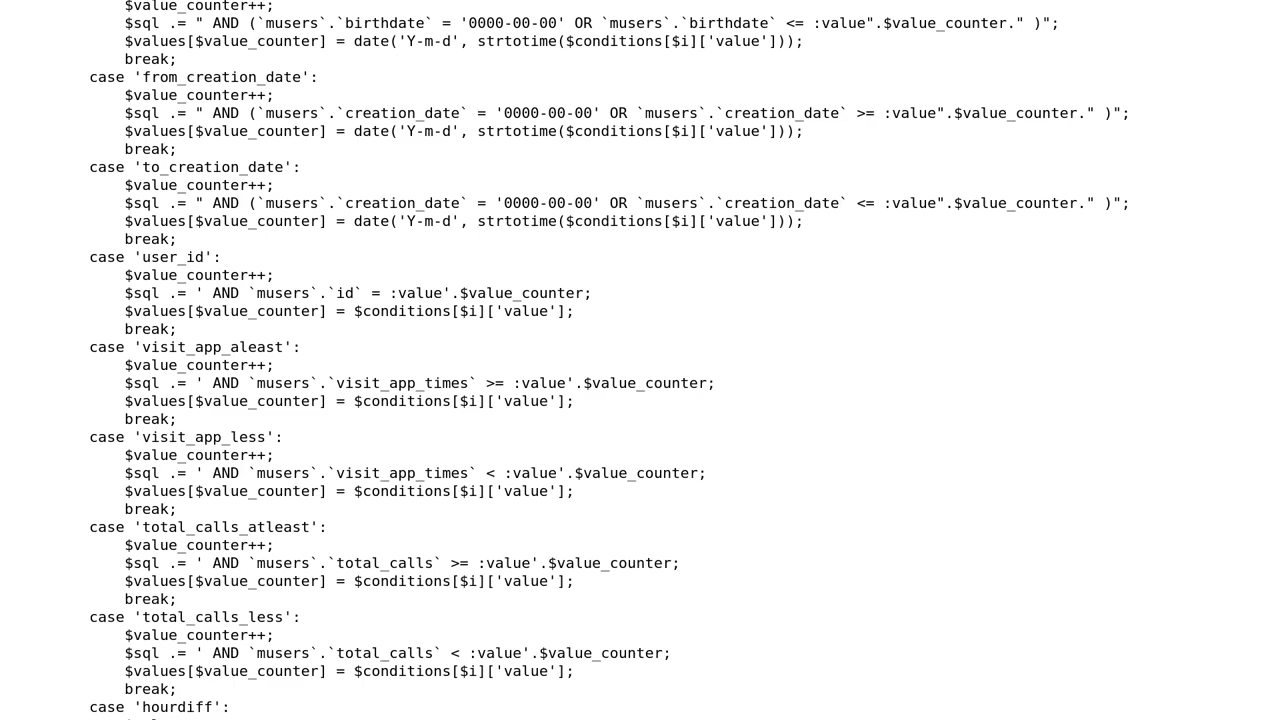 $value_counter++;
$sql .= " AND (`musers`.`birthdate` = '0000-00-00' OR `musers`.`birthdate` <= :value".$value_counter." )";
$values[$value_counter] = date('Y-m-d', strtotime($conditions[$i]['value']));
break;
case 'from_creation_date':
$value_counter++;
$sql .= " AND (`musers`.`creation_date` = '0000-00-00' OR `musers`.`creation_date` >= :value".$value_counter." )";
$values[$value_counter] = date('Y-m-d', strtotime($conditions[$i]['value']));
break;
case 'to_creation_date':
$value_counter++;
$sql .= " AND (`musers`.`creation_date` = '0000-00-00' OR `musers`.`creation_date` <= :value".$value_counter." )";
$values[$value_counter] = date('Y-m-d', strtotime($conditions[$i]['value']));
break;
case 'user_id':
$value_counter++;
$sql .= ' AND `musers`.`id` = :value'.$value_counter;
$values[$value_counter] = $conditions[$i]['value'];
break;
case 'visit_app_aleast':
$value_counter++;
$sql .= ' AND `musers`.`visit_app_times` >= :value'.$value_counter;
$values[$value_counter] = $conditions[$i]['value'];
break;
case 'visit_app_less':
$value_counter++;
$sql .= ' AND `musers`.`visit_app_times` < :value'.$value_counter;
$values[$value_counter] = $conditions[$i]['value'];
break;
case 'total_calls_atleast':
$value_counter++;
$sql .= ' AND `musers`.`total_calls` >= :value'.$value_counter;
$values[$value_counter] = $conditions[$i]['value'];
break;
case 'total_calls_less':
$value_counter++;
$sql .= ' AND `musers`.`total_calls` < :value'.$value_counter;
$values[$value_counter] = $conditions[$i]['value'];
break;
case 'hourdiff':